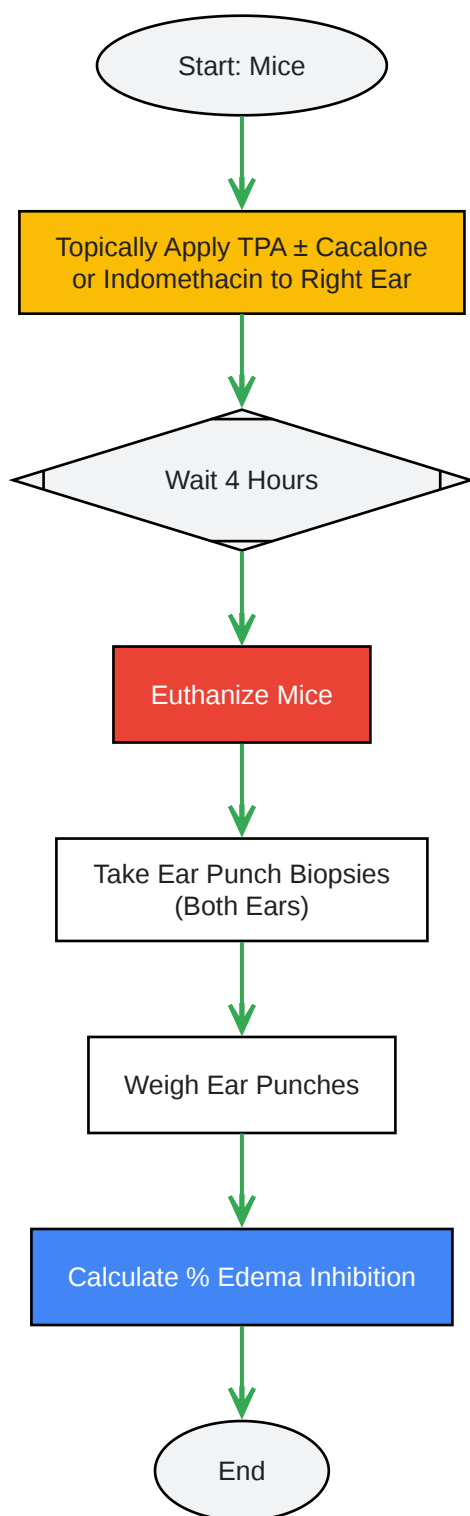 Start: Mice
Topically Apply TPA ± Cacalone
or Indomethacin to Right Ear
Wait 4 Hours
Euthanize Mice
Take Ear Punch Biopsies
(Both Ears)
Weigh Ear Punches
Calculate % Edema Inhibition
End